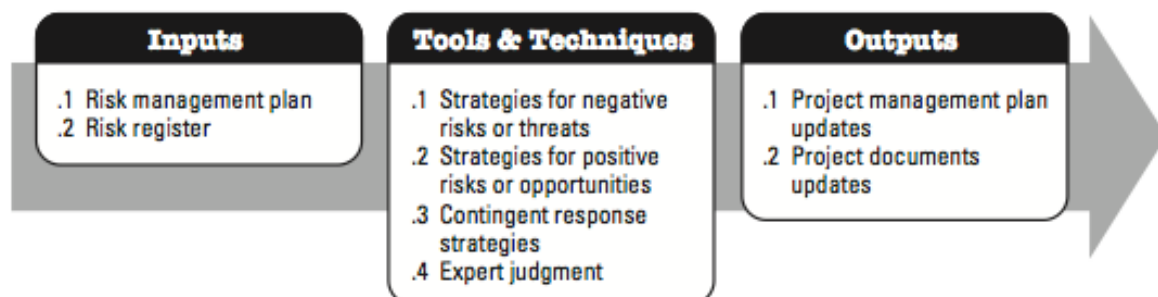 Inputs
.1 Risk management plan
.2 Risk register
Tools & Techniques
.1 Strategies for negative
risks or threats
.2 Strategies for positive
risks or opportunities
.3 Contingent response
strategies
.4 Expert judgment
Outputs
.1 Project management plan
updates
.2 Project documents
updates